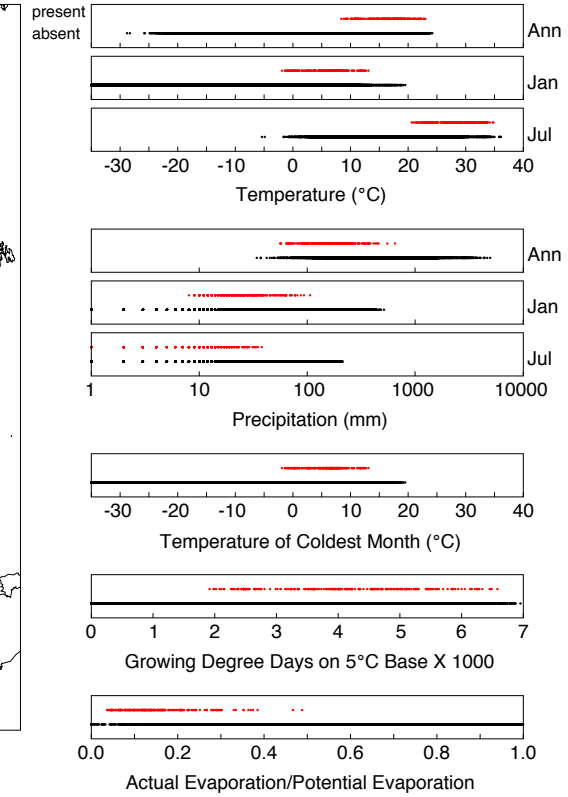 present
absent
Ann
Jan
Jul
-30 -20 -10 0 10 20 30 40
Temperature (°C)
Ann
Jan
Jul
1 10 100 1000 10000
Precipitation (mm)
-30 -20 -10 0 10 20 30 40
Temperature of Coldest Month (°C)
0 1 2 3 4 5 6 7
Growing Degree Days on 5°C Base X 1000
0.0 0.2 0.4 0.6 0.8 1.0
Actual Evaporation/Potential Evaporation